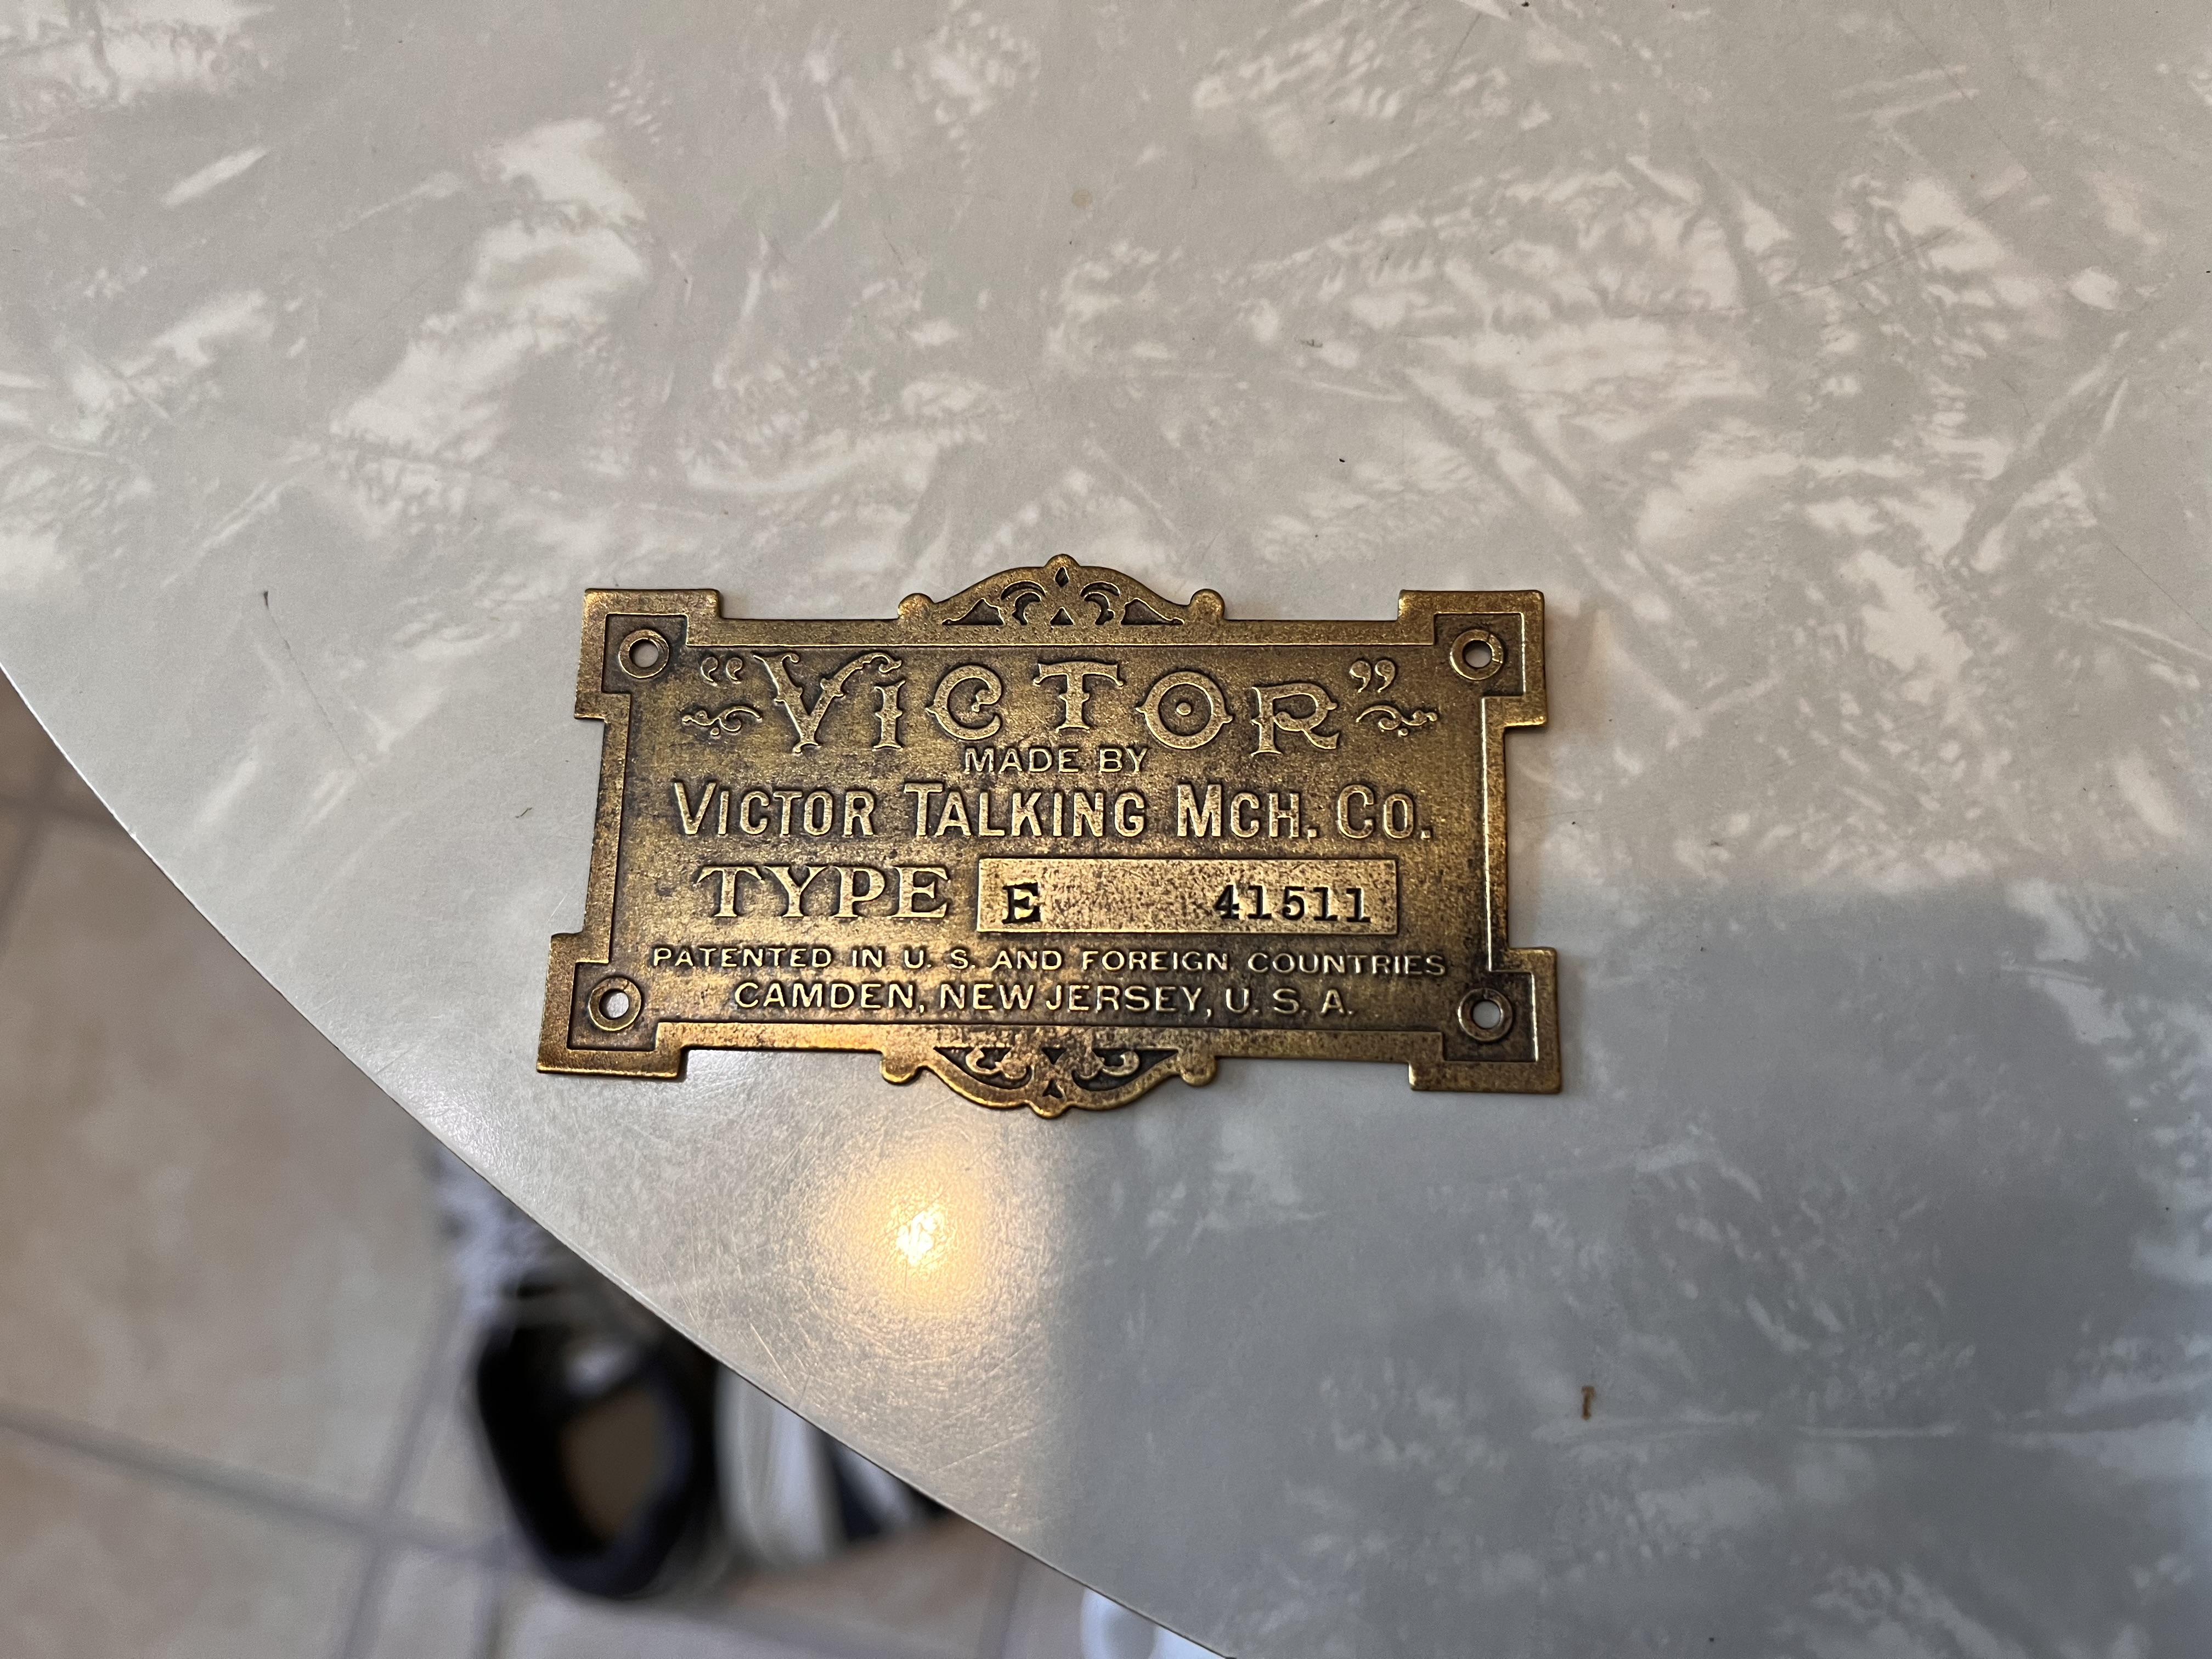 “VICTOR”
MADE BY
VICTOR TALKING MCH. CO.
TYPE E 41511
PATENTED IN U. S. AND FOREIGN COUNTRIES
CAMDEN, NEW JERSEY, U. S. A.